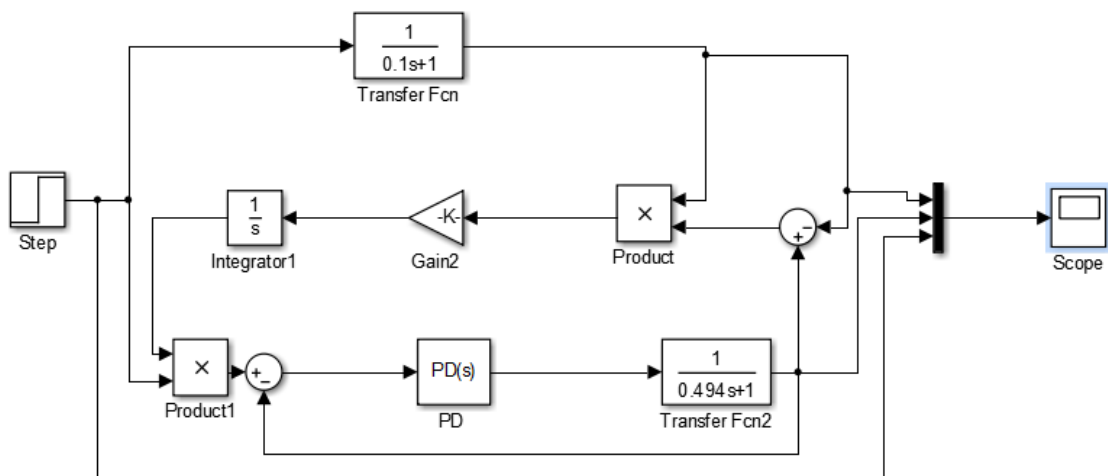 1
0.1s+1
Transfer Fcn
Step
1
s
Integrator1
-K-
Gain2
×
Product
+
−
Scope
×
Product1
+
−
PD(s)
PD
1
0.494s+1
Transfer Fcn2